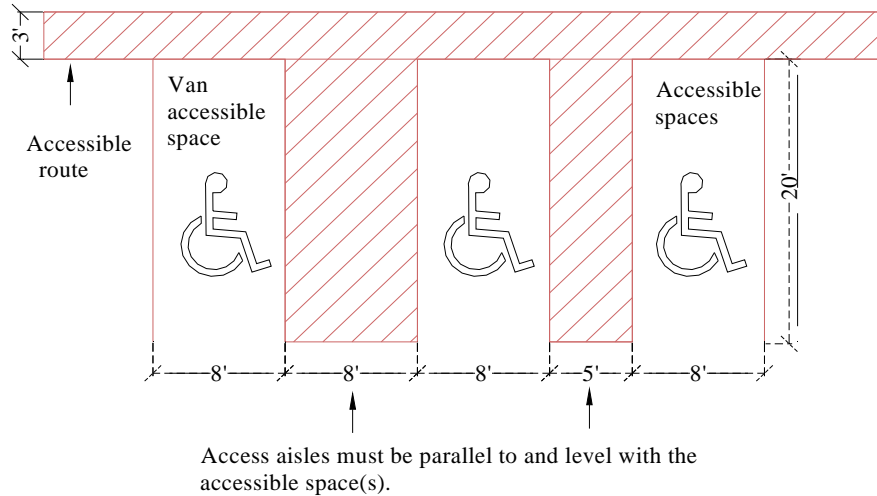 3'
Van
accessible
space
Accessible
spaces
Accessible
route
20'
8'
8'
8'
5'
8'
Access aisles must be parallel to and level with the
accessible space(s).